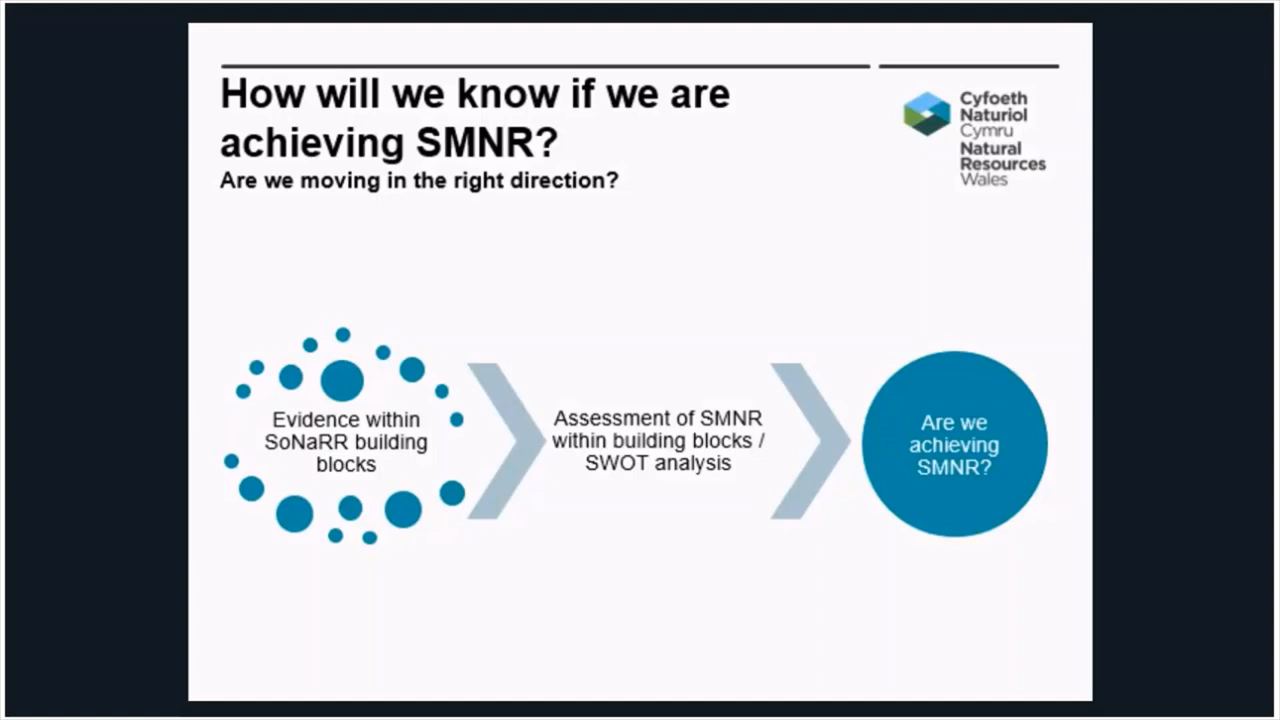 How will we know if we are
achieving SMNR?
Are we moving in the right direction?
Cyfoeth
Naturiol
Cymru
Natural
Resources
Wales
Evidence within
SoNaRR building
blocks
Assessment of SMNR
within building blocks /
SWOT analysis
Are we
achieving
SMNR?